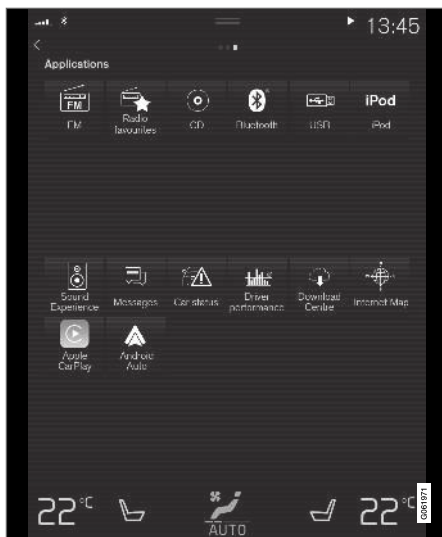 13:45
Applications
FM
FM
Radio
favourites
CD
Bluetooth
USB
iPod
iPod
Sound
Experience
Messages
Car status
Driver
performance
Download
Centre
Internet Map
Apple
CarPlay
Android
Auto
22°C
AUTO
22°C
G061971